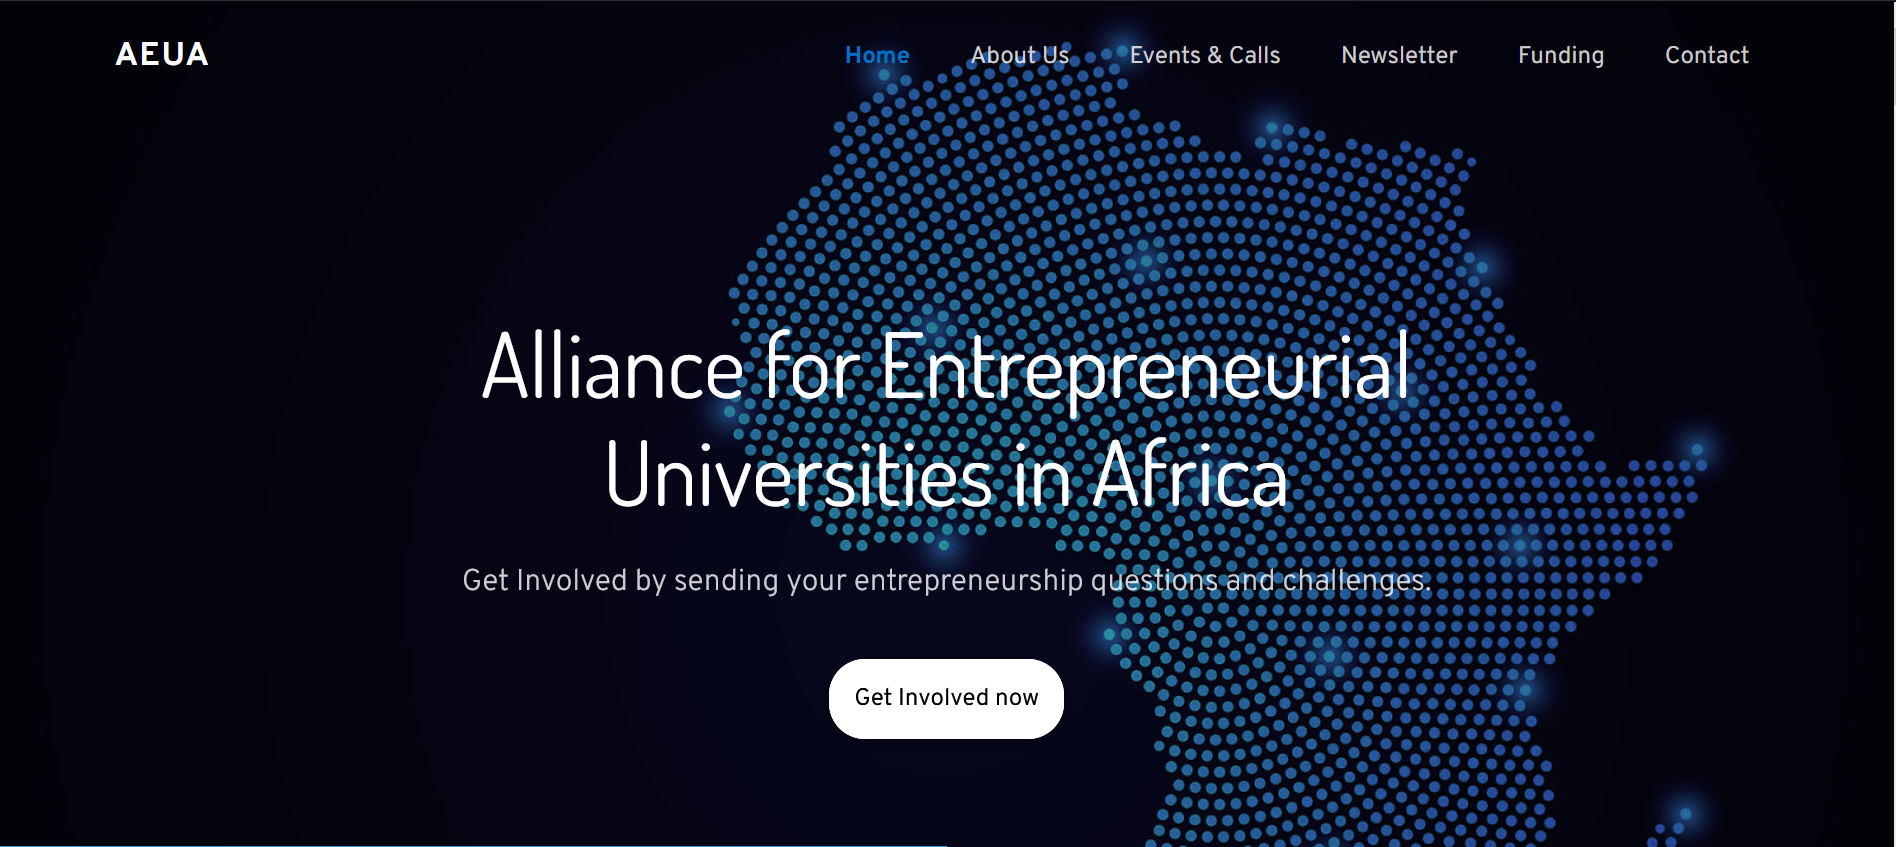 AEUA
Home About Us Events & Calls Newsletter Funding Contact
Alliance for Entrepreneurial
Universities in Africa
Get Involved by sending your entrepreneurship questions and challenges.
Get Involved now